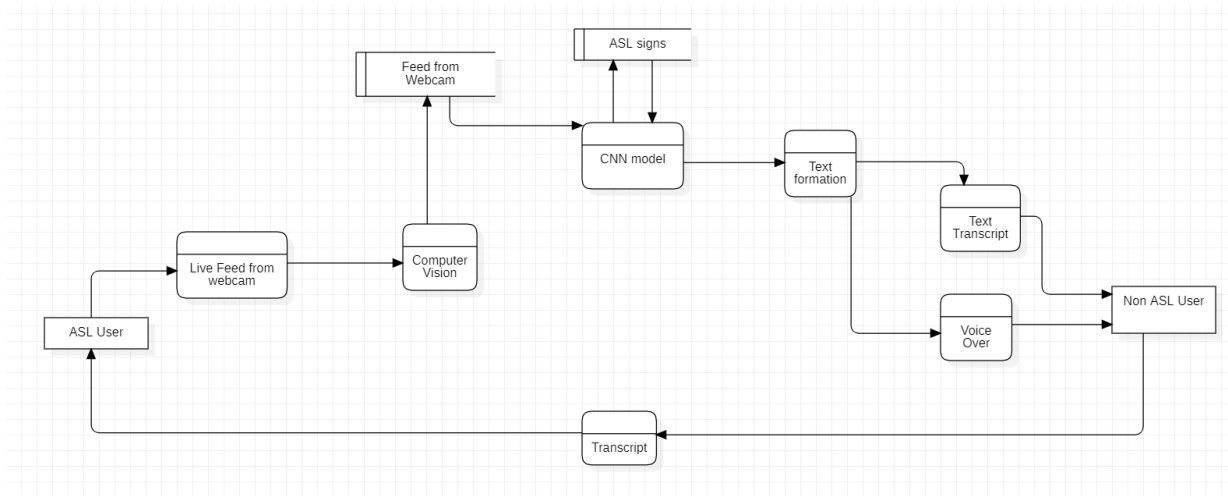 ASL signs
Feed from
Webcam
CNN model
Text
formation
Text
Transcript
Computer
Vision
Live Feed from
webcam
Non ASL User
ASL User
Voice
Over
Transcript